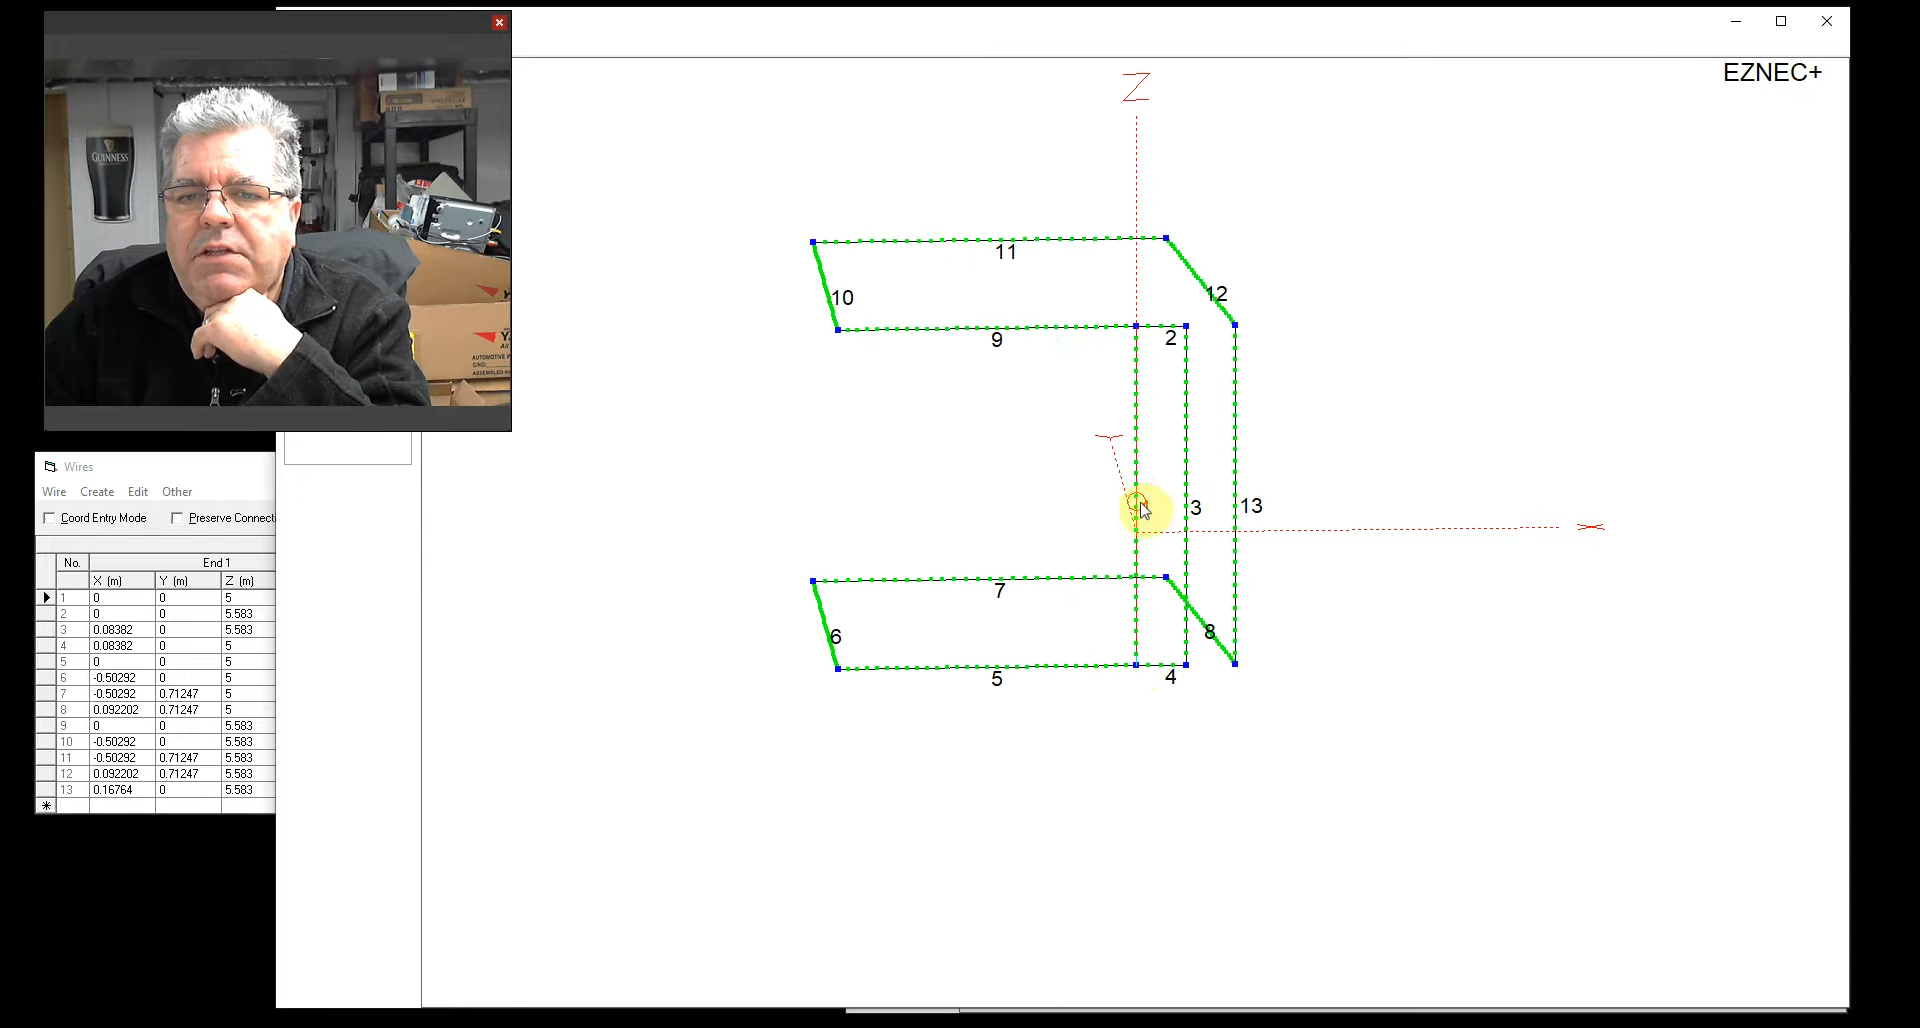 EZNEC+
GUINNESS
AUTOMOTIVE
C/NO.
Z
11
10
12
9
2
3
13
7
6
8
5
4
Wires
Wire Create Edit Other
Coord Entry Mode Preserve Connecti
No. End 1
X (m) Y (m) Z (m)
1 0 0 5
2 0 0 5.583
3 0.08382 0 5.583
4 0.08382 0 5
5 0 0 5
6 -0.50292 0 5
7 -0.50292 0.71247 5
8 0.092202 0.71247 5
9 0 0 5.583
10 -0.50292 0 5.583
11 -0.50292 0.71247 5.583
12 0.092202 0.71247 5.583
13 0.16764 0 5.583